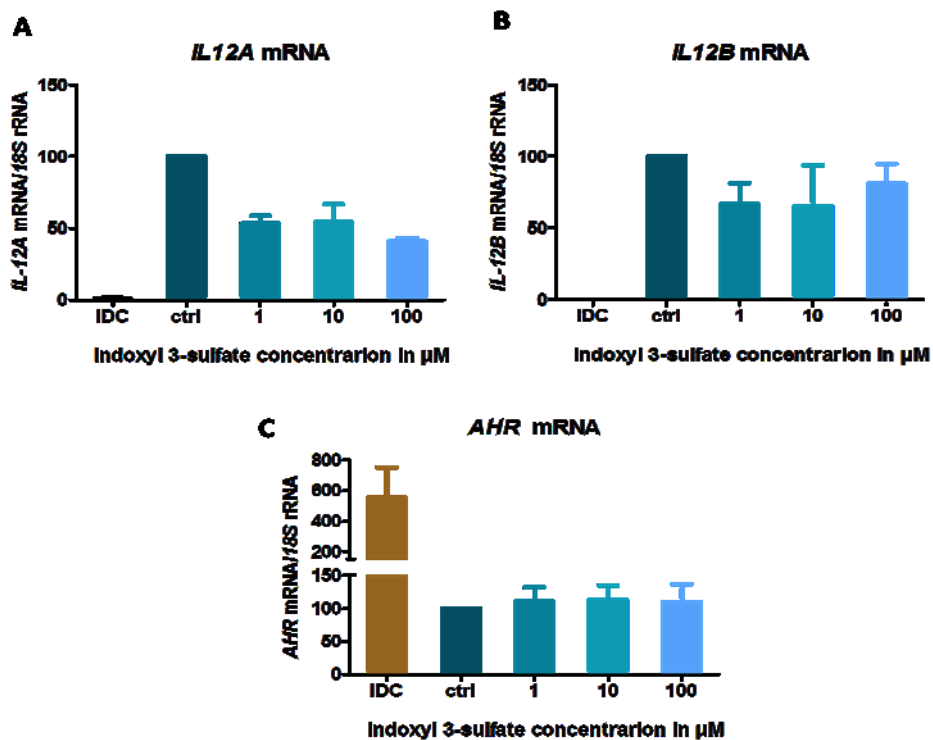 A
IL12A mRNA
IL-12A mRNA/18S rRNA
150
100
50
0
IDC ctrl 1 10 100
Indoxyl 3-sulfate concentrarion in µM
B
IL12B mRNA
IL-12B mRNA/18S rRNA
150
100
50
0
IDC ctrl 1 10 100
Indoxyl 3-sulfate concentrarion in µM
C
AHR mRNA
AHR mRNA/18S rRNA
800
600
400
200
150
100
50
0
IDC ctrl 1 10 100
Indoxyl 3-sulfate concentrarion in µM